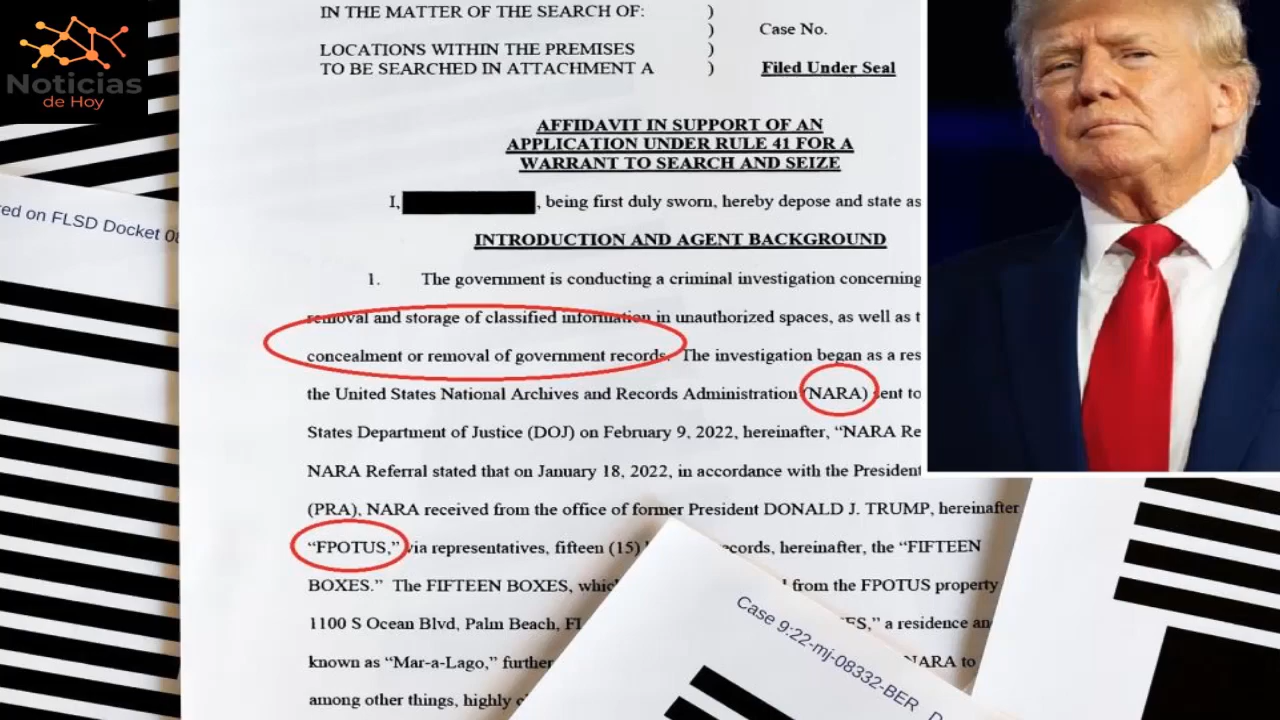 Noticias
de Hoy
IN THE MATTER OF THE SEARCH OF: )
) Case No.
LOCATIONS WITHIN THE PREMISES )
TO BE SEARCHED IN ATTACHMENT A ) Filed Under Seal
AFFIDAVIT IN SUPPORT OF AN
APPLICATION UNDER RULE 41 FOR A
WARRANT TO SEARCH AND SEIZE
I, , being first duly sworn, hereby depose and state as
INTRODUCTION AND AGENT BACKGROUND
1. The government is conducting a criminal investigation concerning
removal and storage of classified information in unauthorized spaces, as well as t
concealment or removal of government records. The investigation began as a res
the United States National Archives and Records Administration (NARA) sent to
States Department of Justice (DOJ) on February 9, 2022, hereinafter, “NARA Re
NARA Referral stated that on January 18, 2022, in accordance with the President
(PRA), NARA received from the office of former President DONALD J. TRUMP, hereinafter
“FPOTUS,” via representatives, fifteen (15) cords, hereinafter, the “FIFTEEN
BOXES.” The FIFTEEN BOXES, whic from the FPOTUS property
1100 S Ocean Blvd, Palm Beach, Fl ES,” a residence an
known as “Mar-a-Lago,” further NARA to
among other things, highly c
ed on FLSD Docket 08
Case 9:22-mj-08332-BER D